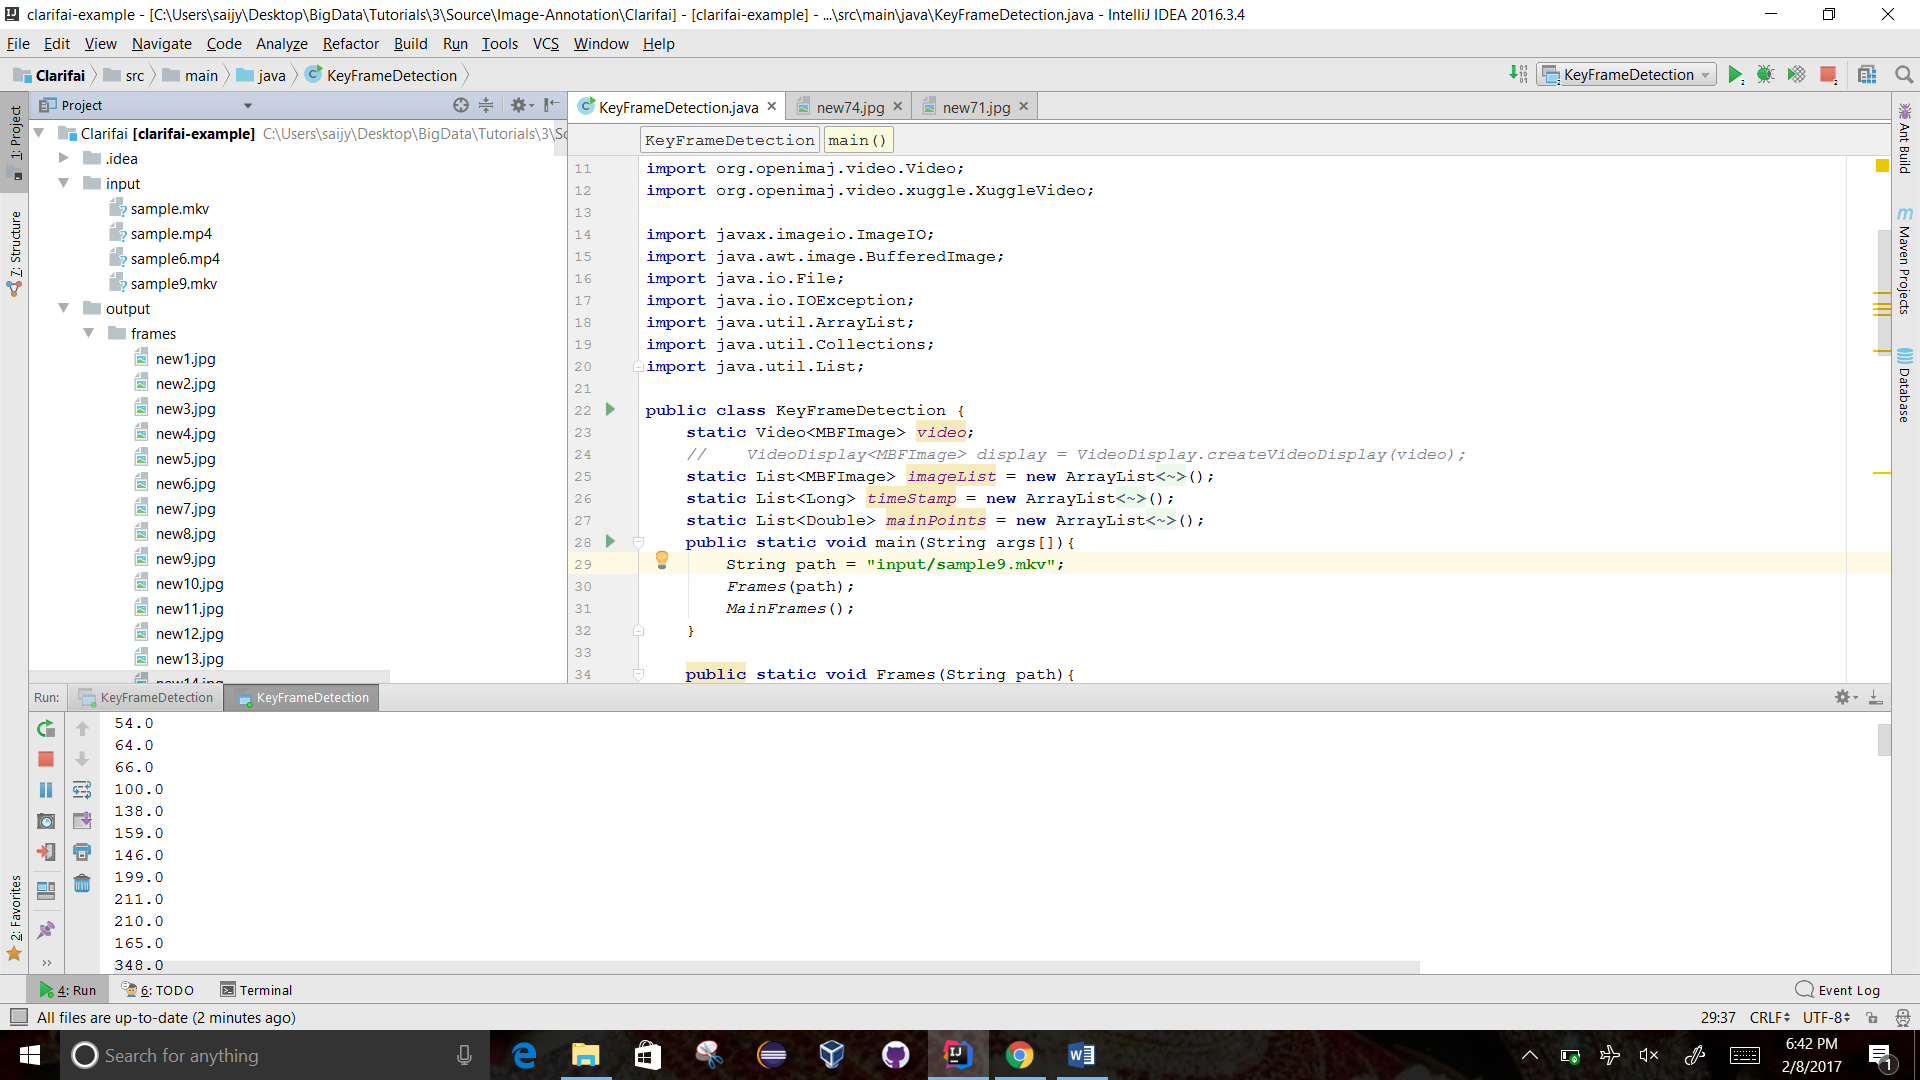 clarifai-example - [C:\Users\saijy\Desktop\BigData\Tutorials\3\Source\Image-Annotation\Clarifai] - [clarifai-example] - ...\src\main\java\KeyFrameDetection.java - IntelliJ IDEA 2016.3.4
File Edit View Navigate Code Analyze Refactor Build Run Tools VCS Window Help
Clarifai src main java KeyFrameDetection KeyFrameDetection
Project KeyFrameDetection.java new74.jpg new71.jpg
KeyFrameDetection main()
Clarifai [clarifai-example] C:\Users\saijy\Desktop\BigData\Tutorials\3\So
.idea
input
sample.mkv
sample.mp4
sample6.mp4
sample9.mkv
output
frames
new1.jpg
new2.jpg
new3.jpg
new4.jpg
new5.jpg
new6.jpg
new7.jpg
new8.jpg
new9.jpg
new10.jpg
new11.jpg
new12.jpg
new13.jpg
new14.jpg
11 import org.openimaj.video.Video;
12 import org.openimaj.video.xuggle.XuggleVideo;
13
14 import javax.imageio.ImageIO;
15 import java.awt.image.BufferedImage;
16 import java.io.File;
17 import java.io.IOException;
18 import java.util.ArrayList;
19 import java.util.Collections;
20 import java.util.List;
21
22 public class KeyFrameDetection {
23 static Video<MBFImage> video;
24 // VideoDisplay<MBFImage> display = VideoDisplay.createVideoDisplay(video);
25 static List<MBFImage> imageList = new ArrayList<~>();
26 static List<Long> timeStamp = new ArrayList<~>();
27 static List<Double> mainPoints = new ArrayList<~>();
28 public static void main(String args[]){
29 String path = "input/sample9.mkv";
30 Frames(path);
31 MainFrames();
32 }
33
34 public static void Frames(String path){
1: Project
7: Structure
2: Favorites
Ant Build
Maven Projects
Database
Run: KeyFrameDetection KeyFrameDetection
54.0
64.0
66.0
100.0
138.0
159.0
146.0
199.0
211.0
210.0
165.0
348.0
4: Run 6: TODO Terminal Event Log
All files are up-to-date (2 minutes ago) 29:37 CRLF UTF-8
Search for anything
6:42 PM
2/8/2017
1